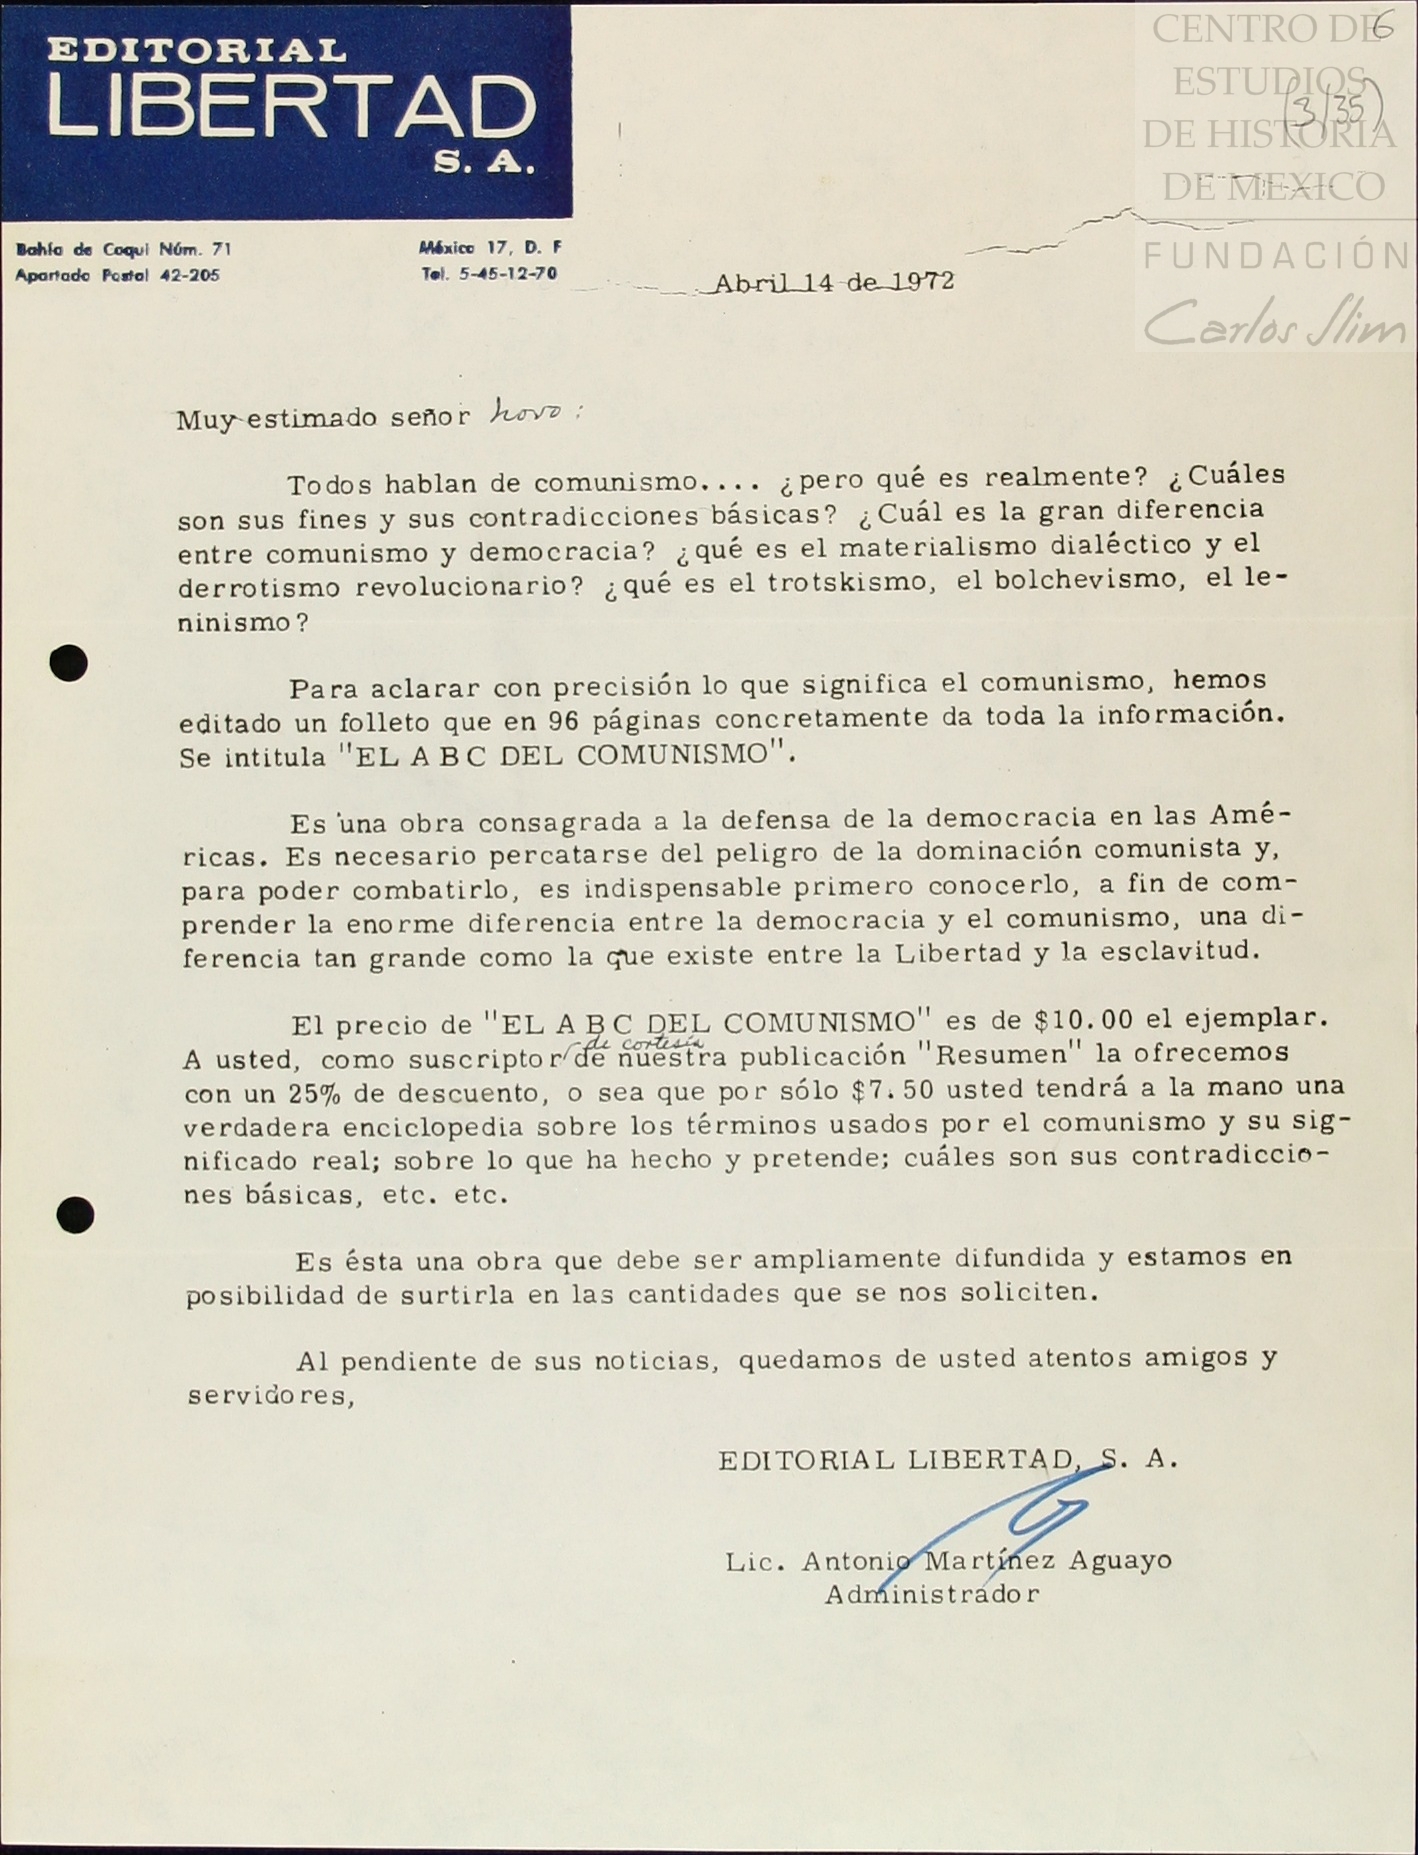 EDITORIAL
LIBERTAD
S. A.
Bahía de Coqui Núm. 71
Apartado Postal 42-205
México 17, D. F
Tel. 5-45-12-70
CENTRO DE
ESTUDIOS
DE HISTORIA
DE MEXICO
FUNDACIÓN
Carlos Slim
6
(3/35)
Abril 14 de 1972
Muy estimado señor Novo:
Todos hablan de comunismo.... ¿pero qué es realmente? ¿Cuáles
son sus fines y sus contradicciones básicas? ¿Cuál es la gran diferencia
entre comunismo y democracia? ¿qué es el materialismo dialéctico y el
derrotismo revolucionario? ¿qué es el trotskismo, el bolchevismo, el le-
ninismo?
Para aclarar con precisión lo que significa el comunismo, hemos
editado un folleto que en 96 páginas concretamente da toda la información.
Se intitula "EL A B C DEL COMUNISMO".
Es una obra consagrada a la defensa de la democracia en las Amé-
ricas. Es necesario percatarse del peligro de la dominación comunista y,
para poder combatirlo, es indispensable primero conocerlo, a fin de com-
prender la enorme diferencia entre la democracia y el comunismo, una di-
ferencia tan grande como la que existe entre la Libertad y la esclavitud.
El precio de "EL A B C DEL COMUNISMO" es de $10.00 el ejemplar.
de cortesía
A usted, como suscriptor de nuestra publicación "Resumen" la ofrecemos
con un 25% de descuento, o sea que por sólo $7.50 usted tendrá a la mano una
verdadera enciclopedia sobre los términos usados por el comunismo y su sig-
nificado real; sobre lo que ha hecho y pretende; cuáles son sus contradiccio-
nes básicas, etc. etc.
Es ésta una obra que debe ser ampliamente difundida y estamos en
posibilidad de surtirla en las cantidades que se nos soliciten.
Al pendiente de sus noticias, quedamos de usted atentos amigos y
servidores,
EDITORIAL LIBERTAD, S. A.
Lic. Antonio Martínez Aguayo
Administrador